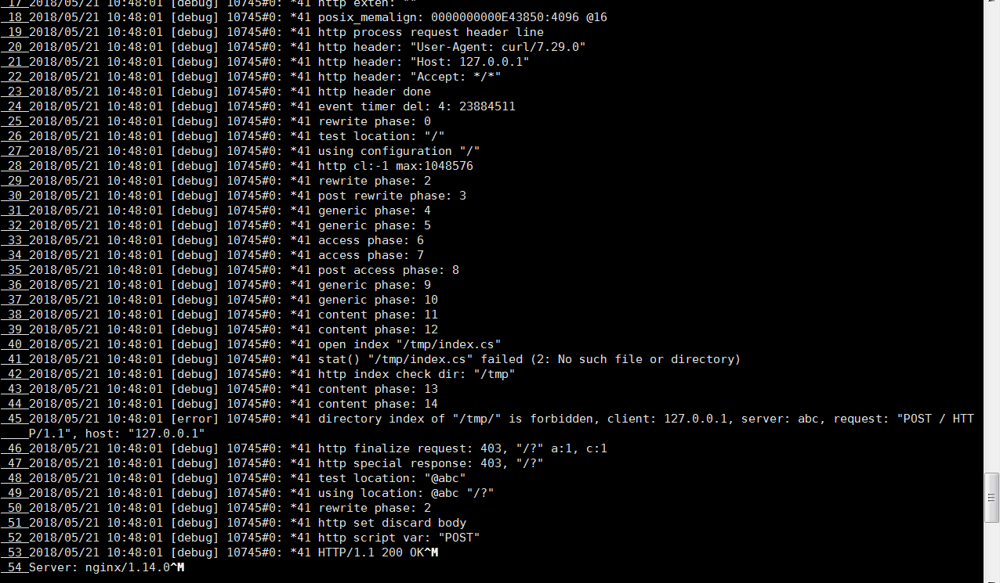 17 2018/05/21 10:48:01 [debug] 10745#0: *41 http exten: ""
18 2018/05/21 10:48:01 [debug] 10745#0: *41 posix_memalign: 0000000000E43850:4096 @16
19 2018/05/21 10:48:01 [debug] 10745#0: *41 http process request header line
20 2018/05/21 10:48:01 [debug] 10745#0: *41 http header: "User-Agent: curl/7.29.0"
21 2018/05/21 10:48:01 [debug] 10745#0: *41 http header: "Host: 127.0.0.1"
22 2018/05/21 10:48:01 [debug] 10745#0: *41 http header: "Accept: */*"
23 2018/05/21 10:48:01 [debug] 10745#0: *41 http header done
24 2018/05/21 10:48:01 [debug] 10745#0: *41 event timer del: 4: 23884511
25 2018/05/21 10:48:01 [debug] 10745#0: *41 rewrite phase: 0
26 2018/05/21 10:48:01 [debug] 10745#0: *41 test location: "/"
27 2018/05/21 10:48:01 [debug] 10745#0: *41 using configuration "/"
28 2018/05/21 10:48:01 [debug] 10745#0: *41 http cl:-1 max:1048576
29 2018/05/21 10:48:01 [debug] 10745#0: *41 rewrite phase: 2
30 2018/05/21 10:48:01 [debug] 10745#0: *41 post rewrite phase: 3
31 2018/05/21 10:48:01 [debug] 10745#0: *41 generic phase: 4
32 2018/05/21 10:48:01 [debug] 10745#0: *41 generic phase: 5
33 2018/05/21 10:48:01 [debug] 10745#0: *41 access phase: 6
34 2018/05/21 10:48:01 [debug] 10745#0: *41 access phase: 7
35 2018/05/21 10:48:01 [debug] 10745#0: *41 post access phase: 8
36 2018/05/21 10:48:01 [debug] 10745#0: *41 generic phase: 9
37 2018/05/21 10:48:01 [debug] 10745#0: *41 generic phase: 10
38 2018/05/21 10:48:01 [debug] 10745#0: *41 content phase: 11
39 2018/05/21 10:48:01 [debug] 10745#0: *41 content phase: 12
40 2018/05/21 10:48:01 [debug] 10745#0: *41 open index "/tmp/index.cs"
41 2018/05/21 10:48:01 [debug] 10745#0: *41 stat() "/tmp/index.cs" failed (2: No such file or directory)
42 2018/05/21 10:48:01 [debug] 10745#0: *41 http index check dir: "/tmp"
43 2018/05/21 10:48:01 [debug] 10745#0: *41 content phase: 13
44 2018/05/21 10:48:01 [debug] 10745#0: *41 content phase: 14
45 2018/05/21 10:48:01 [error] 10745#0: *41 directory index of "/tmp/" is forbidden, client: 127.0.0.1, server: abc, request: "POST / HTT
P/1.1", host: "127.0.0.1"
46 2018/05/21 10:48:01 [debug] 10745#0: *41 http finalize request: 403, "/?" a:1, c:1
47 2018/05/21 10:48:01 [debug] 10745#0: *41 http special response: 403, "/?"
48 2018/05/21 10:48:01 [debug] 10745#0: *41 test location: "@abc"
49 2018/05/21 10:48:01 [debug] 10745#0: *41 using location: @abc "/?"
50 2018/05/21 10:48:01 [debug] 10745#0: *41 rewrite phase: 2
51 2018/05/21 10:48:01 [debug] 10745#0: *41 http set discard body
52 2018/05/21 10:48:01 [debug] 10745#0: *41 http script var: "POST"
53 2018/05/21 10:48:01 [debug] 10745#0: *41 HTTP/1.1 200 OK^M
54 Server: nginx/1.14.0^M